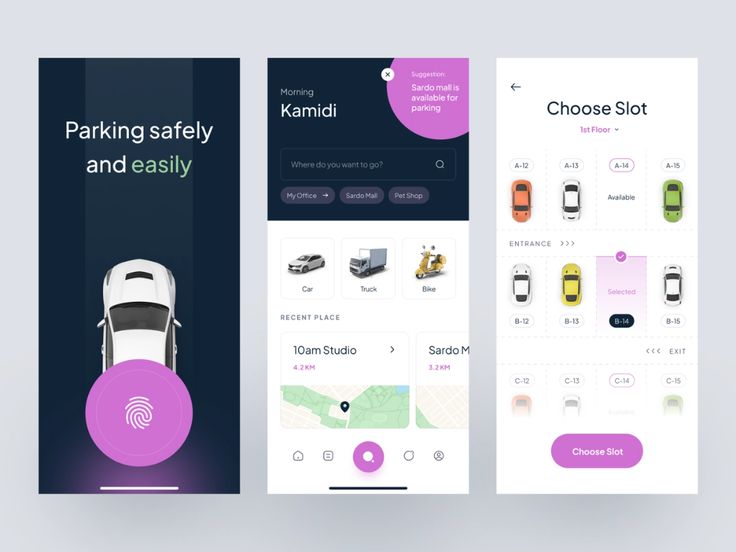 Parking safely
and easily
Morning
Kamidi
Suggestion:
Sardo mall is
available for
parking
Where do you want to go?
My Office
Sardo Mall
Pet Shop
Car
Truck
Bike
RECENT PLACE
10am Studio
4.2 KM
Sardo M
3.2 KM
Choose Slot
1st Floor
A-12
A-13
A-14
A-15
Available
ENTRANCE >>>
Selected
B-12
B-13
B-14
B-15
<<< EXIT
C-12
C-13
C-14
C-15
Available
Choose Slot